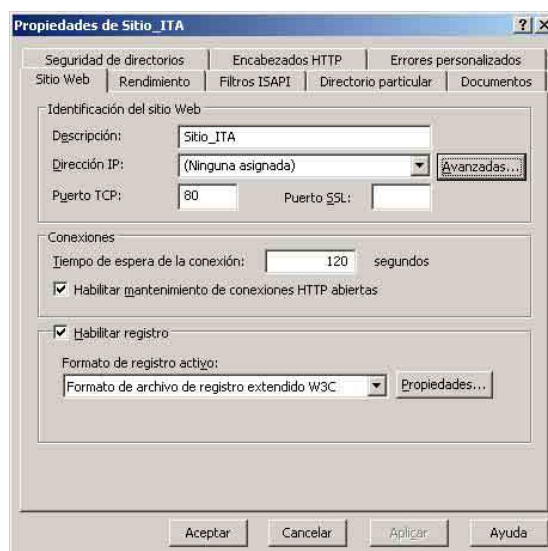 Propiedades de Sitio_ITA
Seguridad de directorios Encabezados HTTP Errores personalizados
Sitio Web Rendimiento Filtros ISAPI Directorio particular Documentos
Identificación del sitio Web
Descripción: Sitio_ITA
Dirección IP: (Ninguna asignada) Avanzadas...
Puerto TCP: 80 Puerto SSL:
Conexiones
Tiempo de espera de la conexión: 120 segundos
Habilitar mantenimiento de conexiones HTTP abiertas
Habilitar registro
Formato de registro activo:
Formato de archivo de registro extendido W3C Propiedades...
Aceptar Cancelar Aplicar Ayuda